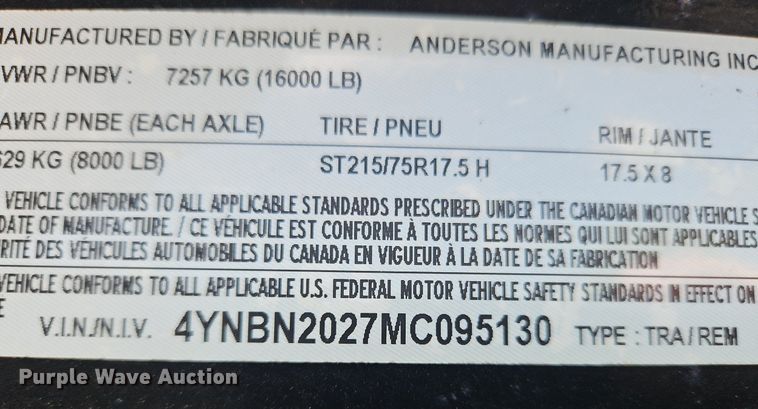 MANUFACTURED BY / FABRIQUÉ PAR : ANDERSON MANUFACTURING INC
VWR / PNBV : 7257 KG (16000 LB)
AWR / PNBE (EACH AXLE) TIRE / PNEU RIM / JANTE
629 KG (8000 LB) ST215/75R17.5 H 17.5 X 8
VEHICLE CONFORMS TO ALL APPLICABLE STANDARDS PRESCRIBED UNDER THE CANADIAN MOTOR VEHICLE S
DATE OF MANUFACTURE. / CE VÉHICULE EST CONFORME À TOUTES LES NORMES QUI LUI SONT APPLICABLES
RITÉ DES VÉHICULES AUTOMOBILES DU CANADA EN VIGUEUR À LA DATE DE SA FABRICATION
VEHICLE CONFORMS TO ALL APPLICABLE U.S. FEDERAL MOTOR VEHICLE SAFETY STANDARDS IN EFFECT ON
E
V.I.N./N.I.V. 4YNBN2027MC095130 TYPE : TRA/REM
Purple Wave Auction